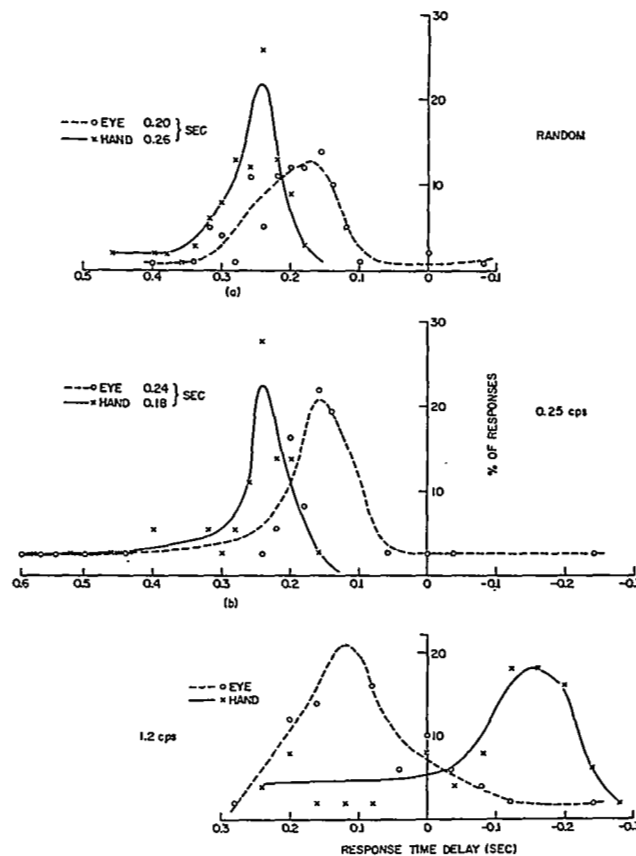 30
20
10
o EYE 0.20
x HAND 0.26
} SEC
RANDOM
0.5 0.4 0.3 0.2 0.1 0 -0.1
(a)
30
20
10
o EYE 0.24
x HAND 0.18
} SEC
0.25 cps
% OF RESPONSES
0.6 0.5 0.4 0.3 0.2 0.1 0 -0.1 -0.2 -0.3
(b)
20
10
o EYE
x HAND
1.2 cps
0.3 0.2 0.1 0 -0.1 -0.2 -0.3
RESPONSE TIME DELAY (SEC)